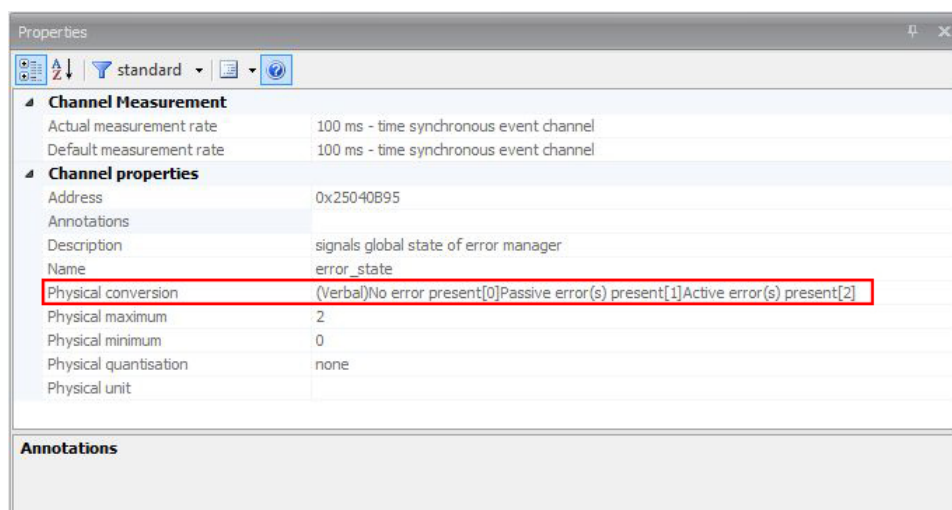 Properties
standard
Channel Measurement
Actual measurement rate 100 ms - time synchronous event channel
Default measurement rate 100 ms - time synchronous event channel
Channel properties
Address 0x25040B95
Annotations
Description signals global state of error manager
Name error_state
Physical conversion (Verbal)No error present[0]Passive error(s) present[1]Active error(s) present[2]
Physical maximum 2
Physical minimum 0
Physical quantisation none
Physical unit
Annotations